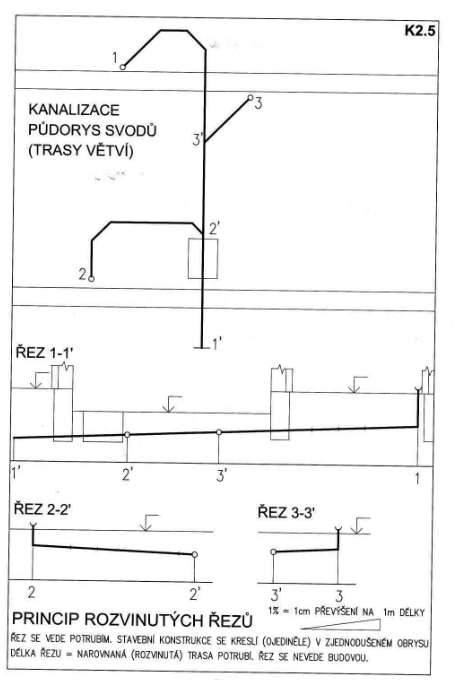 K2.5
1
KANALIZACE
PŮDORYS SVODŮ
(TRASY VĚTVÍ)
3
3'
2'
2
1'
ŘEZ 1-1'
1'
2'
3'
1
ŘEZ 2-2'
ŘEZ 3-3'
2
2'
3'
3
PRINCIP ROZVINUTÝCH ŘEZŮ
1% = 1cm PŘEVÝŠENÍ NA 1m DÉLKY
ŘEZ SE VEDE POTRUBÍM. STAVEBNÍ KONSTRUKCE SE KRESLÍ (OJEDINĚLE) V ZJEDNODUŠENÉM OBRYSU
DÉLKA ŘEZU = NAROVNANÁ (ROZVINUTÁ) TRASA POTRUBÍ. ŘEZ SE NEVEDE BUDOVOU.